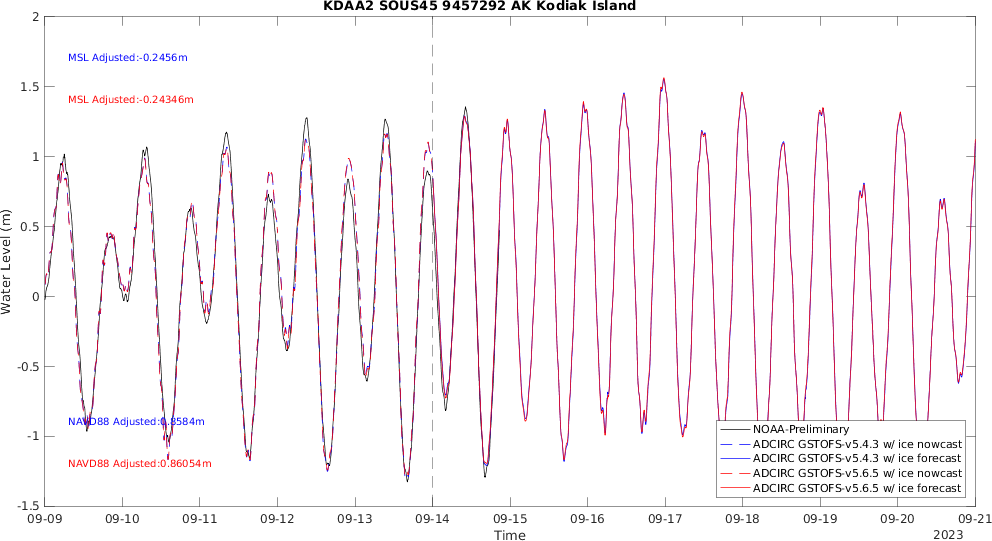 KDAA2 SOUS45 9457292 AK Kodiak Island
2
1.5
1
0.5
0
-0.5
-1
-1.5
Water Level (m)
MSL Adjusted:-0.2456m
MSL Adjusted:-0.24346m
NAVD88 Adjusted:0.8584m
NAVD88 Adjusted:0.86054m
NOAA-Preliminary
ADCIRC GSTOFS-v5.4.3 w/ ice nowcast
ADCIRC GSTOFS-v5.4.3 w/ ice forecast
ADCIRC GSTOFS-v5.6.5 w/ ice nowcast
ADCIRC GSTOFS-v5.6.5 w/ ice forecast
09-09 09-10 09-11 09-12 09-13 09-14 09-15 09-16 09-17 09-18 09-19 09-20 09-21
Time
2023